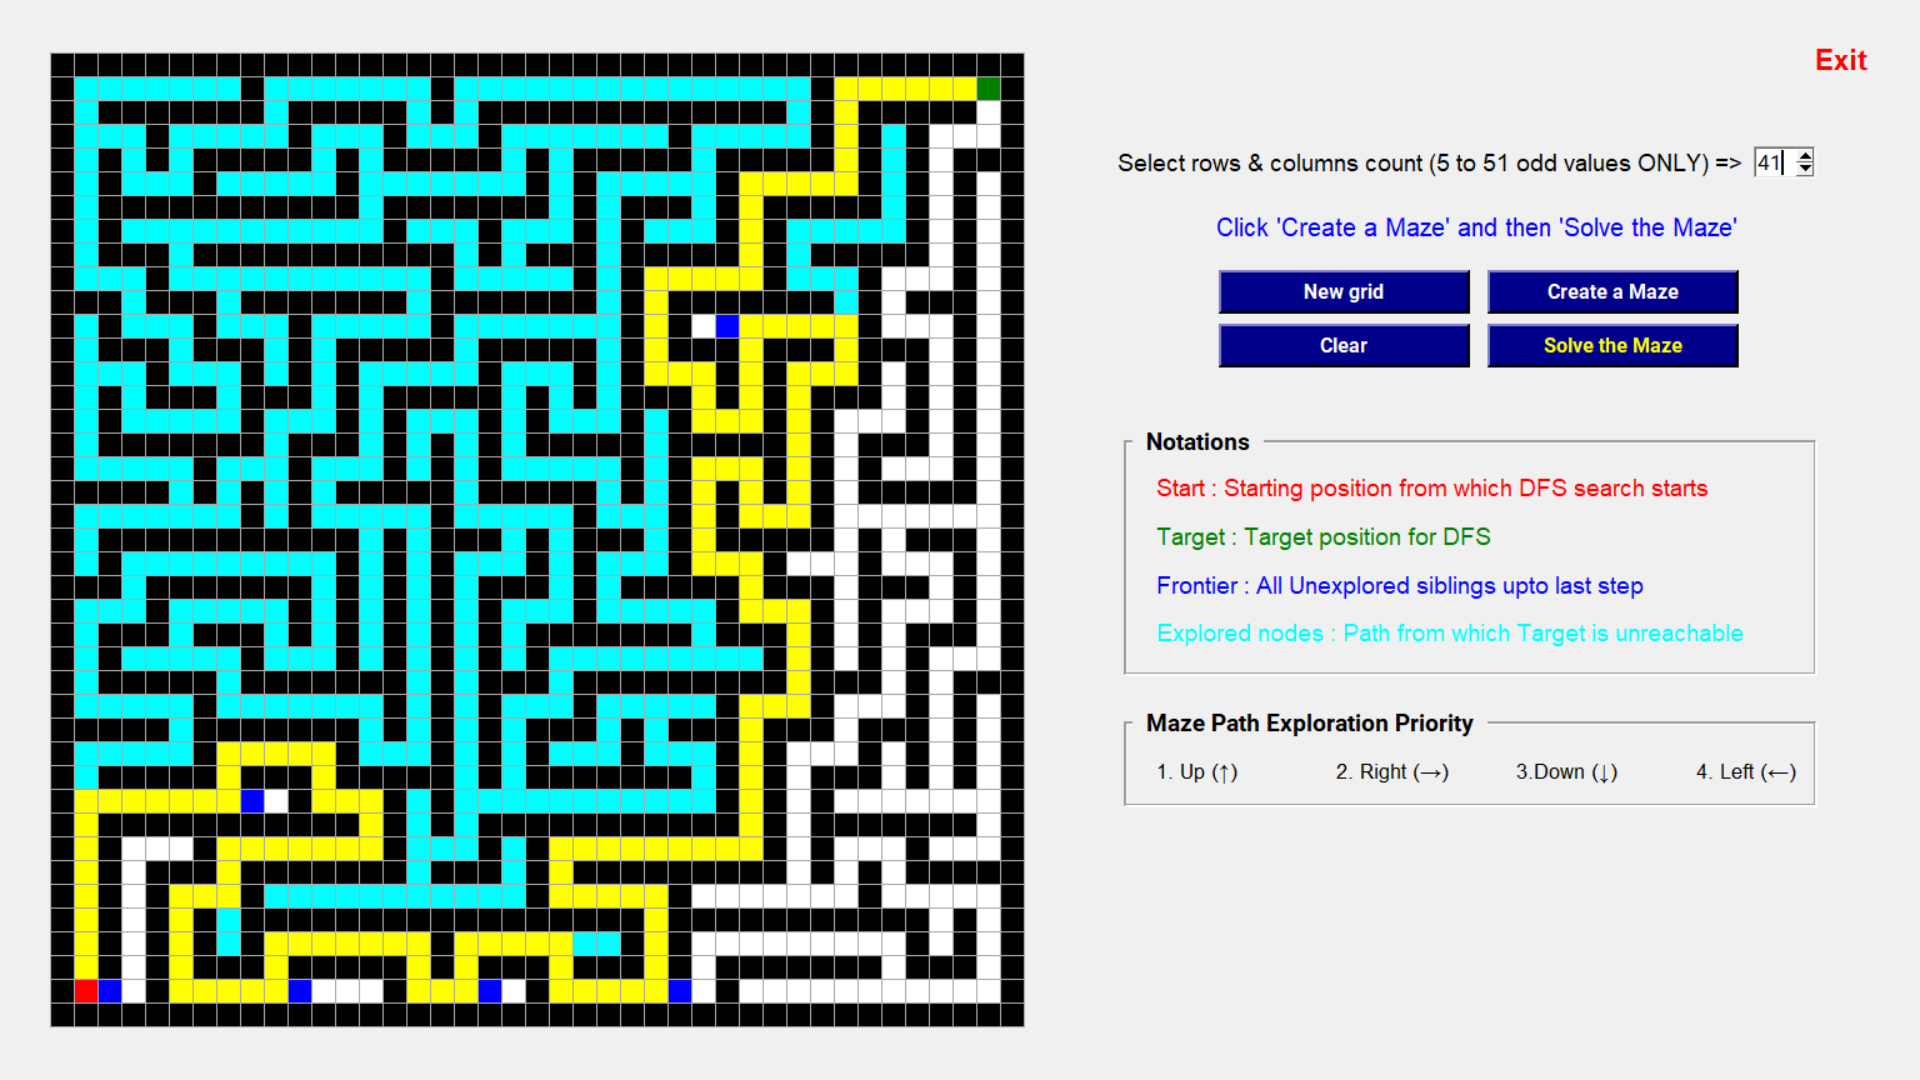 Exit
Select rows & columns count (5 to 51 odd values ONLY) => 41
Click 'Create a Maze' and then 'Solve the Maze'
New grid
Create a Maze
Clear
Solve the Maze
Notations
Start : Starting position from which DFS search starts
Target : Target position for DFS
Frontier : All Unexplored siblings upto last step
Explored nodes : Path from which Target is unreachable
Maze Path Exploration Priority
1. Up (↑) 2. Right (→) 3.Down (↓) 4. Left (←)